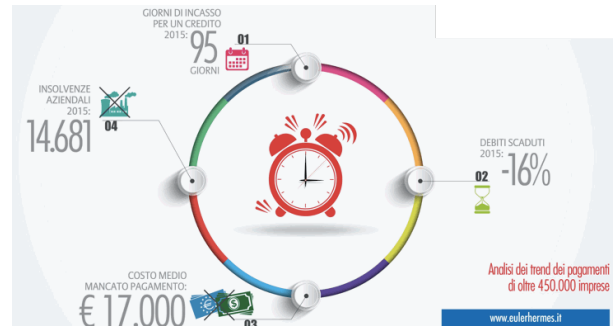 GIORNI DI INCASSO
PER UN CREDITO
2015:
95
GIORNI
01
INSOLVENZE
AZIENDALI
2015:
14.681
04
DEBITI SCADUTI
2015:
-16%
02
COSTO MEDIO
MANCATO PAGAMENTO:
€ 17.000
€
$
03
Analisi dei trend dei pagamenti
di oltre 450.000 imprese
www.eulerhermes.it